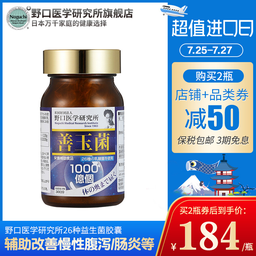 Noguchi
野口医学研究所旗舰店
日本万千家庭的健康选择
超值进口日
7.25-7.27
购买2瓶
店铺+品类券
减50
保税包邮 3期免息
野口医学研究所
善玉菌
1000
億個
野口医学研究所26种益生菌胶囊
辅助改善慢性腹泻/肠炎等
买2瓶券后到手价
¥184/瓶